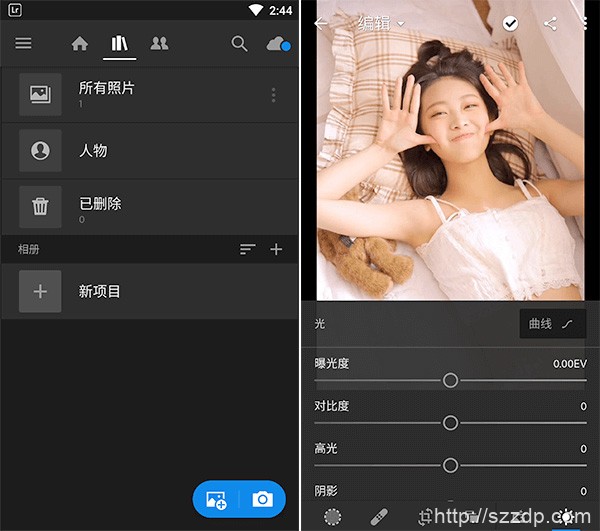 Lr
2:44
所有照片
1
人物
已删除
0
相册
新项目
编辑
光
曲线
曝光度
0.00EV
对比度
0
高光
0
阴影
0
http://szzdp.com